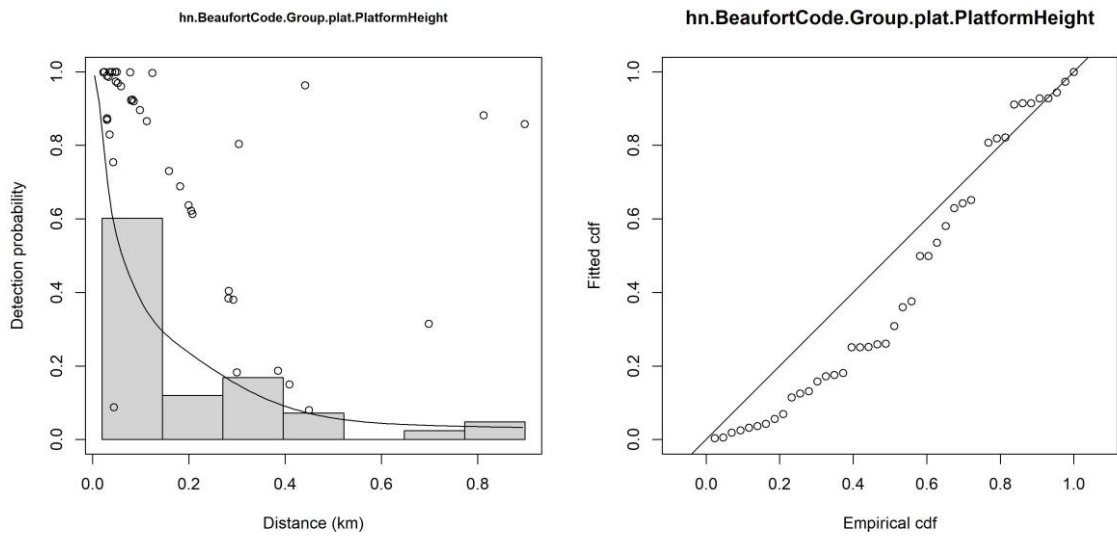 hn.BeaufortCode.Group.plat.PlatformHeight
Detection probability
1.0
0.8
0.6
0.4
0.2
0.0
0.0 0.2 0.4 0.6 0.8
Distance (km)
hn.BeaufortCode.Group.plat.PlatformHeight
Fitted cdf
1.0
0.8
0.6
0.4
0.2
0.0
0.0 0.2 0.4 0.6 0.8 1.0
Empirical cdf